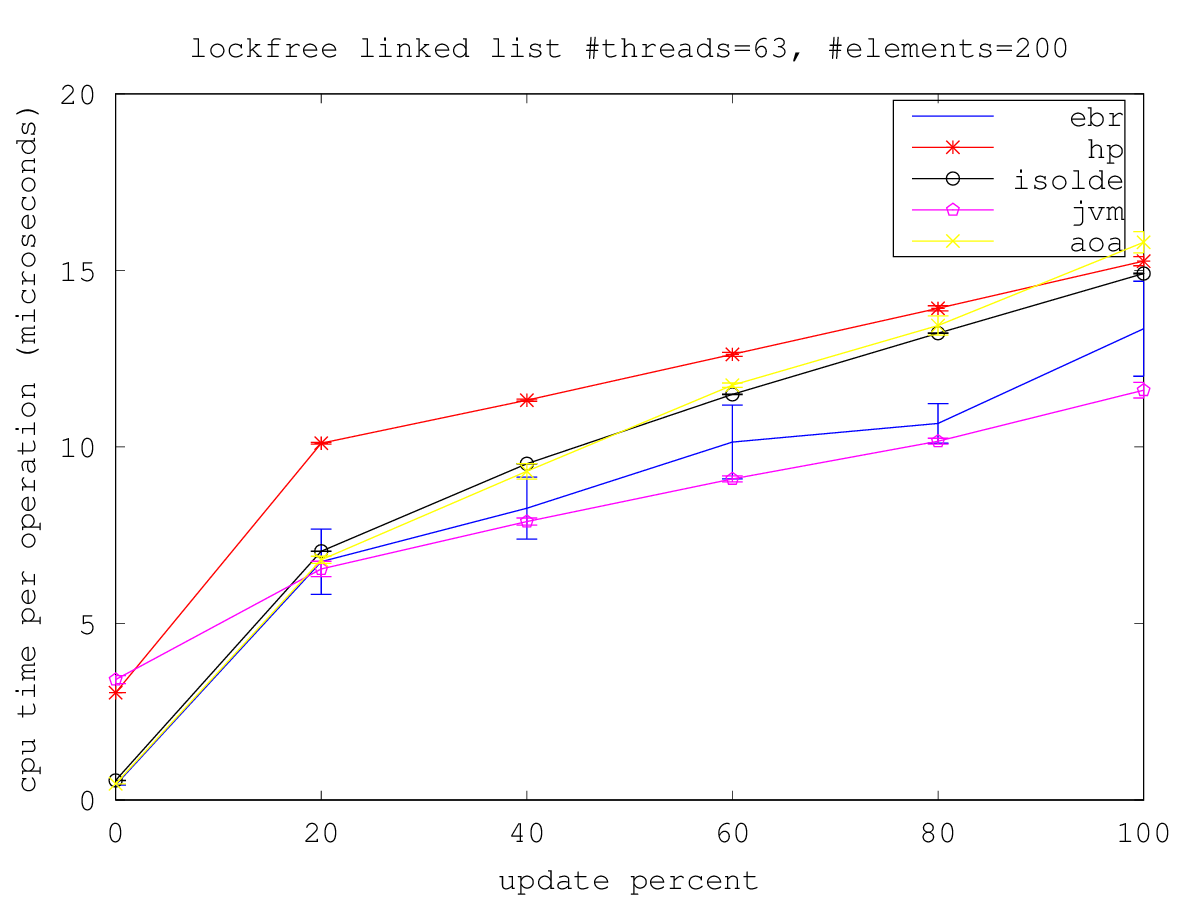 lockfree linked list #threads=63, #elements=200
cpu time per operation (microseconds)
20
15
10
5
0
ebr
hp
isolde
jvm
aoa
0 20 40 60 80 100
update percent